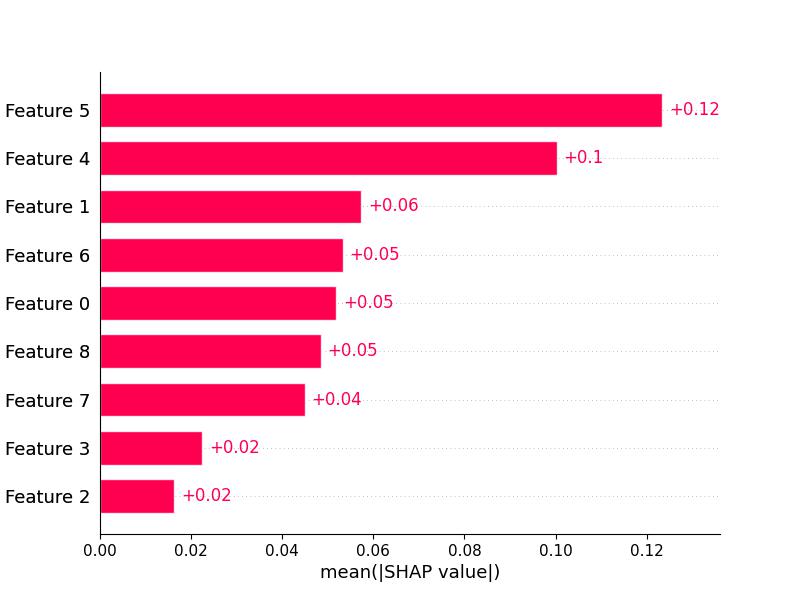 Feature 5 +0.12
Feature 4 +0.1
Feature 1 +0.06
Feature 6 +0.05
Feature 0 +0.05
Feature 8 +0.05
Feature 7 +0.04
Feature 3 +0.02
Feature 2 +0.02
0.00 0.02 0.04 0.06 0.08 0.10 0.12
mean(|SHAP value|)